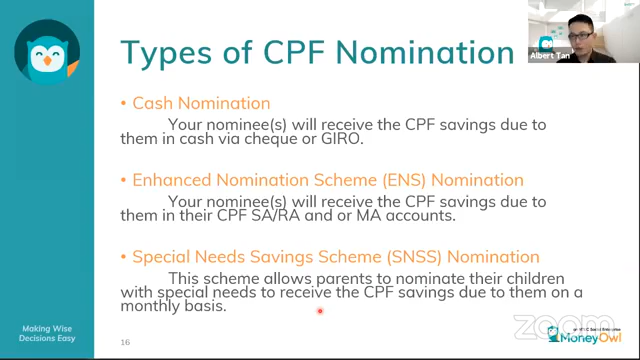 Types of CPF Nomination
Albert Tan
• Cash Nomination
Your nominee(s) will receive the CPF savings due to
them in cash via cheque or GIRO.
• Enhanced Nomination Scheme (ENS) Nomination
Your nominee(s) will receive the CPF savings due to
them in their CPF SA/RA and or MA accounts.
• Special Needs Savings Scheme (SNSS) Nomination
This scheme allows parents to nominate their children
with special needs to receive the CPF savings due to them on a
monthly basis.
Making Wise
Decisions Easy
16
zoom
MoneyOwl